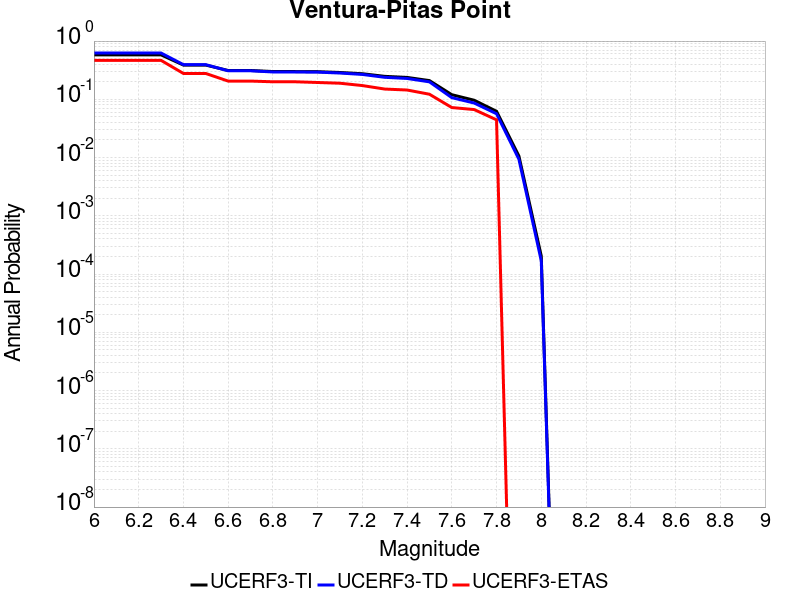 Ventura-Pitas Point
10^0
10^-1
10^-2
10^-3
10^-4
10^-5
10^-6
10^-7
10^-8
Annual Probability
6 6.2 6.4 6.6 6.8 7 7.2 7.4 7.6 7.8 8 8.2 8.4 8.6 8.8 9
Magnitude
UCERF3-TI UCERF3-TD UCERF3-ETAS